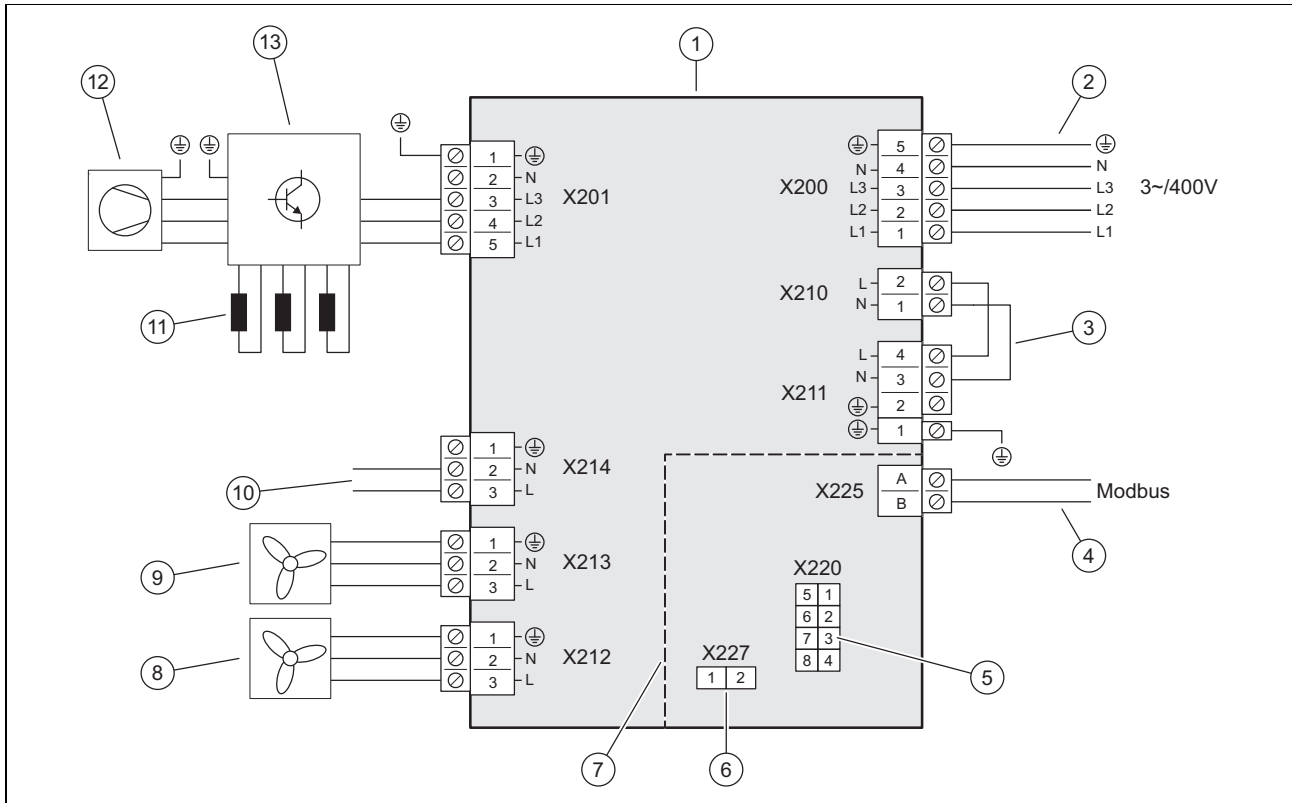 13
1
12
2
1
2 N
3 L3
4 L2
5 L1
X201
X200
5
N 4 N
L3 3 L3
L2 2 L2
L1 1 L1
3~/400V
X210
L 2
N 1
3
11
X211
L 4
N 3
2
1
X214
1
2 N
3 L
10
X225
A
B
Modbus
4
9
X213
1
2 N
3 L
X220
5 1
6 2
7 3
8 4
5
8
X212
1
2 N
3 L
X227
1 2
7
6